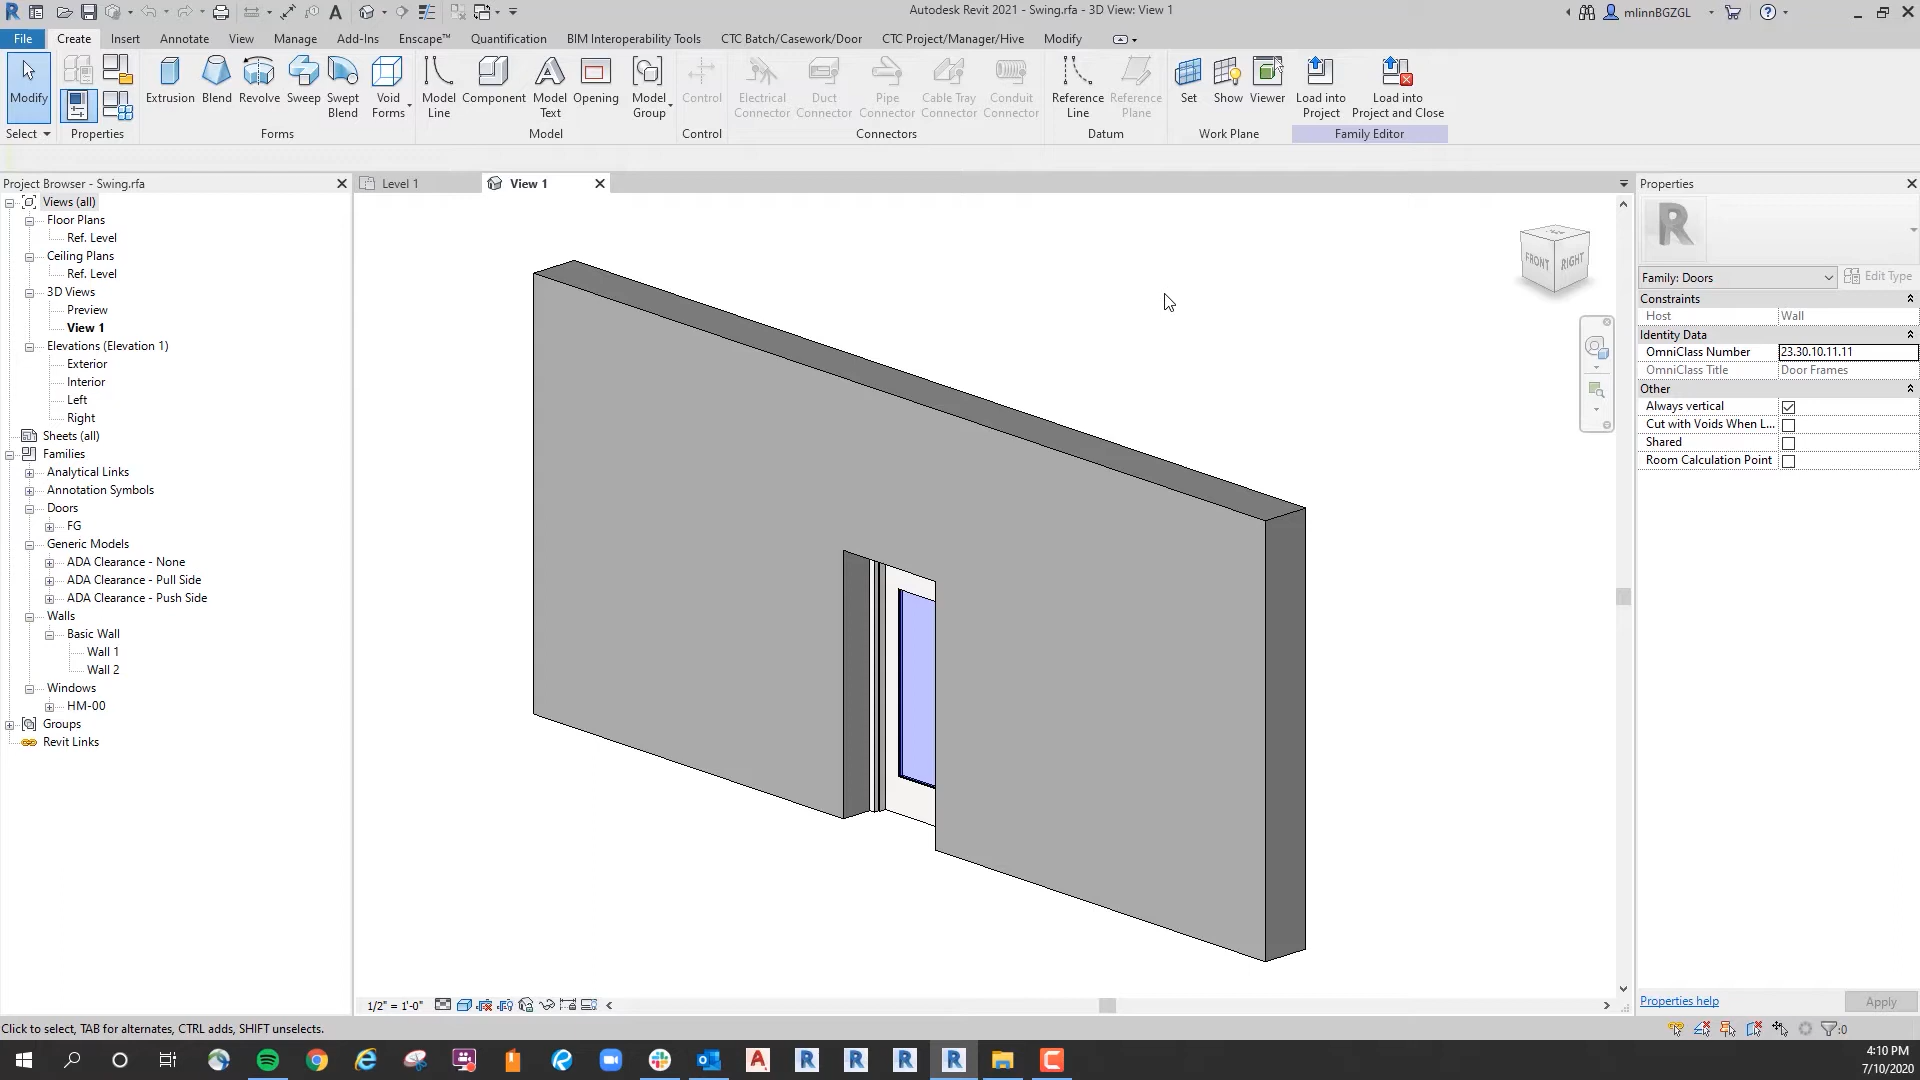 Autodesk Revit 2021 - Swing.rfa - 3D View: View 1
mlinnBGZGL
File Create Insert Annotate View Manage Add-Ins Enscape™ Quantification BIM Interoperability Tools CTC Batch/Casework/Door CTC Project/Manager/Hive Modify
Modify
Extrusion Blend Revolve Sweep Swept Blend Void Forms
Model Line Component Model Text Opening Model Group
Control
Electrical Connector Duct Connector Pipe Connector Cable Tray Connector Conduit Connector
Reference Line Reference Plane
Set Show Viewer
Load into Project Load into Project and Close
Select Properties Forms Model Control Connectors Datum Work Plane Family Editor
Project Browser - Swing.rfa
Views (all)
Floor Plans
Ref. Level
Ceiling Plans
Ref. Level
3D Views
Preview
View 1
Elevations (Elevation 1)
Exterior
Interior
Left
Right
Sheets (all)
Families
Analytical Links
Annotation Symbols
Doors
FG
Generic Models
ADA Clearance - None
ADA Clearance - Pull Side
ADA Clearance - Push Side
Walls
Basic Wall
Wall 1
Wall 2
Windows
HM-00
Groups
Revit Links
Level 1
View 1
FRONT RIGHT
Properties
Family: Doors
Edit Type
Constraints
Host Wall
Identity Data
OmniClass Number 23.30.10.11.11
OmniClass Title Door Frames
Other
Always vertical
Cut with Voids When L...
Shared
Room Calculation Point
Properties help
Apply
1/2" = 1'-0"
Click to select, TAB for alternates, CTRL adds, SHIFT unselects.
:0
4:10 PM
7/10/2020